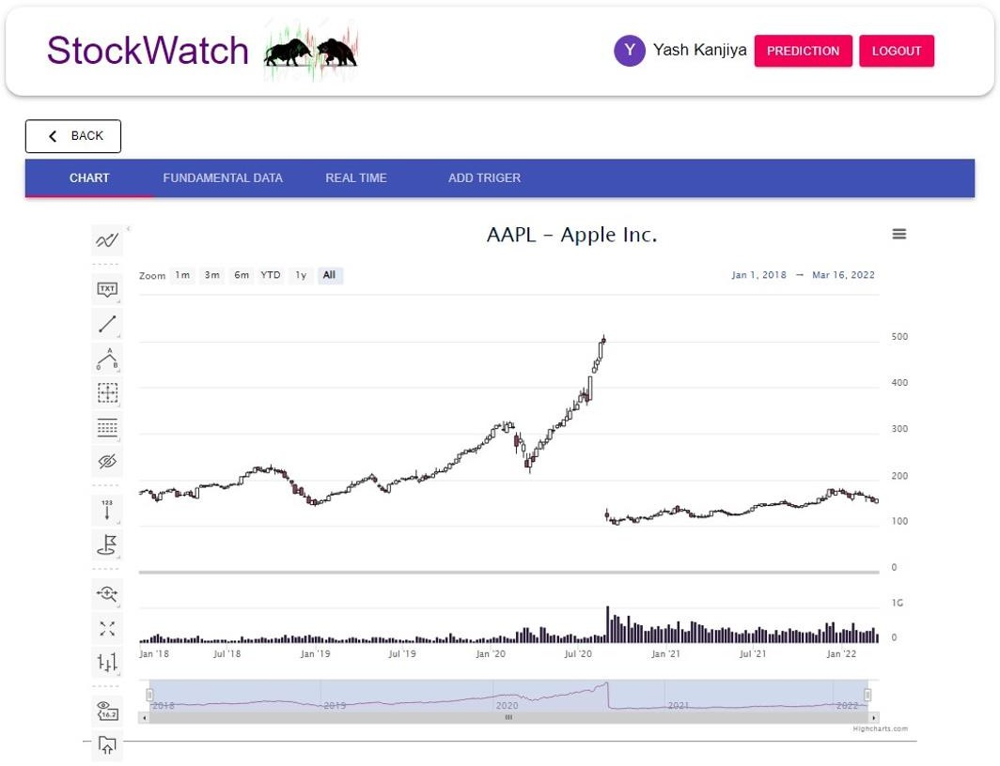 StockWatch
Y Yash Kanjiya PREDICTION LOGOUT
BACK
CHART FUNDAMENTAL DATA REAL TIME ADD TRIGER
AAPL – Apple Inc.
Zoom 1m 3m 6m YTD 1y All Jan 1, 2018 → Mar 16, 2022
TXT
0 A B
123
16.2
500
400
300
200
100
0
1G
0
Jan '18 Jul '18 Jan '19 Jul '19 Jan '20 Jul '20 Jan '21 Jul '21 Jan '22
2018 2019 2020 2021 2022
Highcharts.com